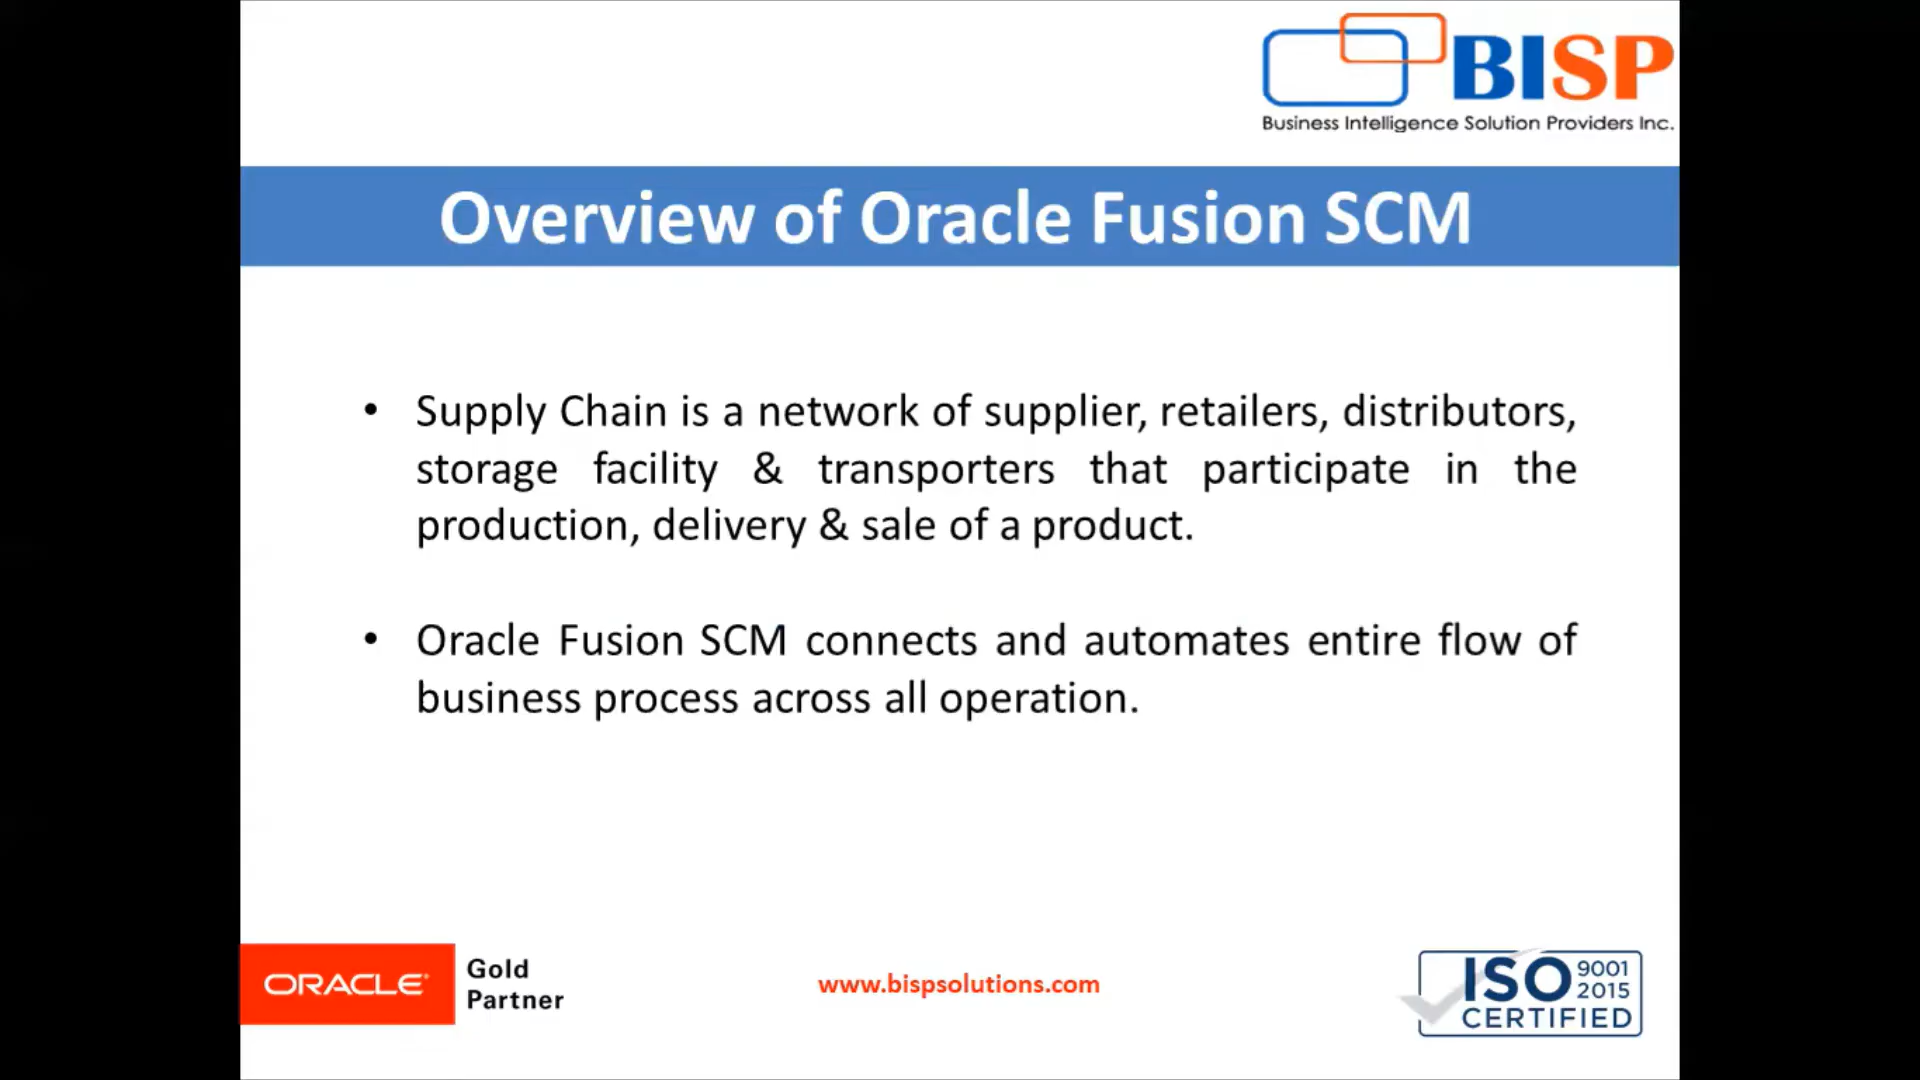 BISP
Business Intelligence Solution Providers Inc.
Overview of Oracle Fusion SCM
• Supply Chain is a network of supplier, retailers, distributors,
storage facility & transporters that participate in the
production, delivery & sale of a product.
• Oracle Fusion SCM connects and automates entire flow of
business process across all operation.
ORACLE®
Gold
Partner
www.bispsolutions.com
ISO 9001
2015
CERTIFIED